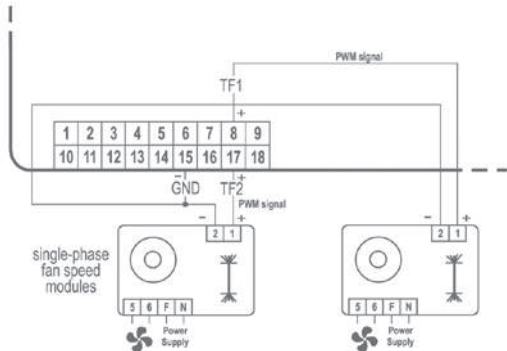 PWM signal
TF1
+
1 2 3 4 5 6 7 8 9
10 11 12 13 14 15 16 17 18
− +
GND TF2
PWM signal
− + − +
2 1 2 1
single-phase
fan speed
modules
5 6 F N 5 6 F N
Power
Supply
Power
Supply